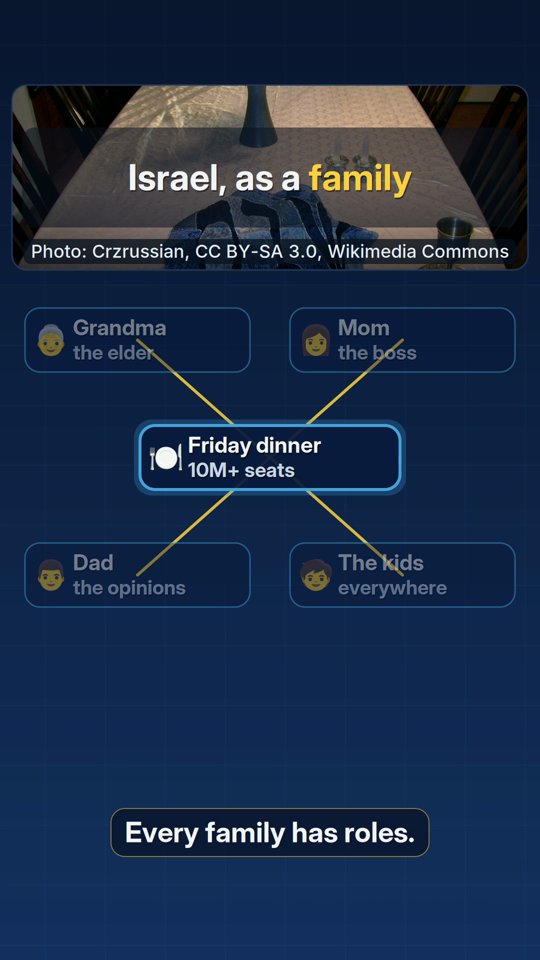 Israel, as a family
Photo: Crzrussian, CC BY-SA 3.0, Wikimedia Commons
Grandma
the elder
Mom
the boss
Friday dinner
10M+ seats
Dad
the opinions
The kids
everywhere
Every family has roles.